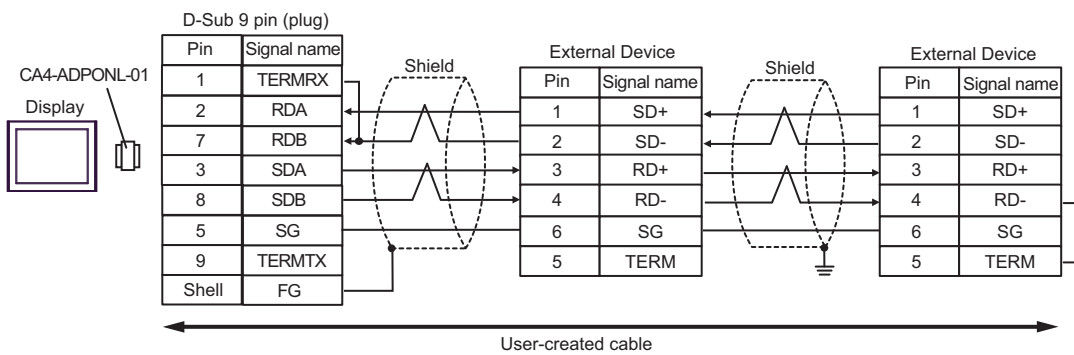 D-Sub 9 pin (plug)
Pin Signal name
1 TERMRX
2 RDA
7 RDB
3 SDA
8 SDB
5 SG
9 TERMTX
Shell FG
CA4-ADPONL-01
Display
Shield
External Device
Pin Signal name
1 SD+
2 SD-
3 RD+
4 RD-
6 SG
5 TERM
Shield
External Device
Pin Signal name
1 SD+
2 SD-
3 RD+
4 RD-
6 SG
5 TERM
User-created cable